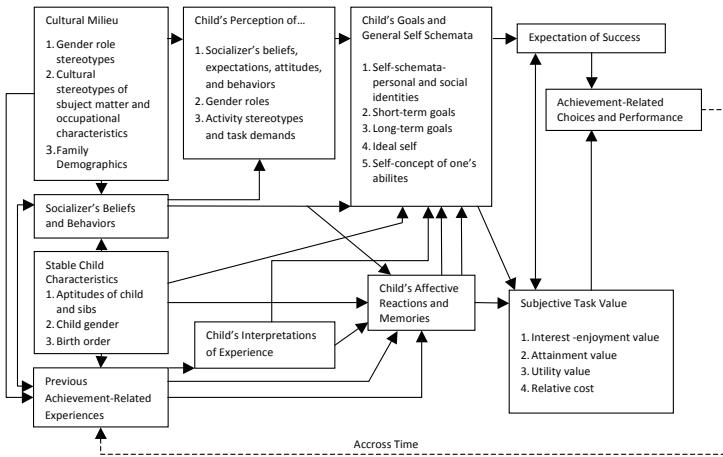 Cultural Milieu
1. Gender role
stereotypes
2. Cultural
stereotypes of
sbuject matter and
occupational
characteristics
3. Family
Demographics
Child's Perception of...
1. Socializer's beliefs,
expectations, attitudes,
and behaviors
2. Gender roles
3. Activity stereotypes
and task demands
Child's Goals and
General Self Schemata
1. Self-schemata-
personal and social
identities
2. Short-term goals
3. Long-term goals
4. Ideal self
5. Self-concept of one's
abilites
Expectation of Success
Achievement-Related
Choices and Performance
Socializer's Beliefs
and Behaviors
Stable Child
Characteristics
1. Aptitudes of child
and sibs
2. Child gender
3. Birth order
Child's Interpretations
of Experience
Child's Affective
Reactions and
Memories
Subjective Task Value
1. Interest -enjoyment value
2. Attainment value
3. Utility value
4. Relative cost
Previous
Achievement-Related
Experiences
Accross Time